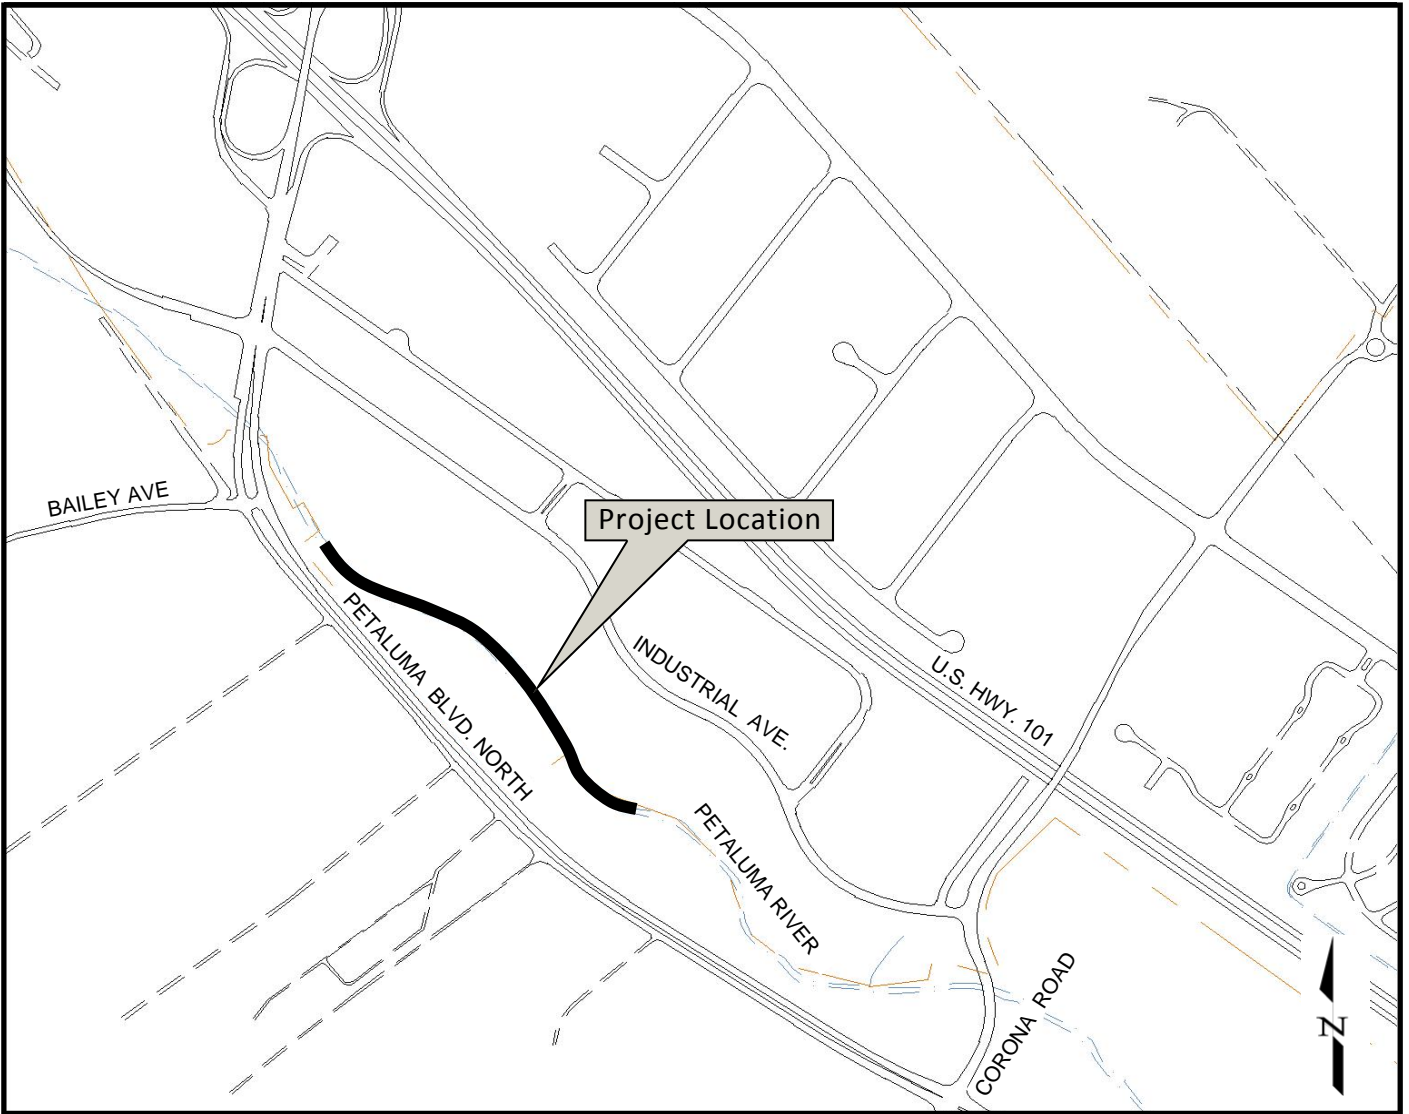 BAILEY AVE
Project Location
PETALUMA BLVD. NORTH
INDUSTRIAL AVE.
U.S. HWY. 101
PETALUMA RIVER
CORONA ROAD
N